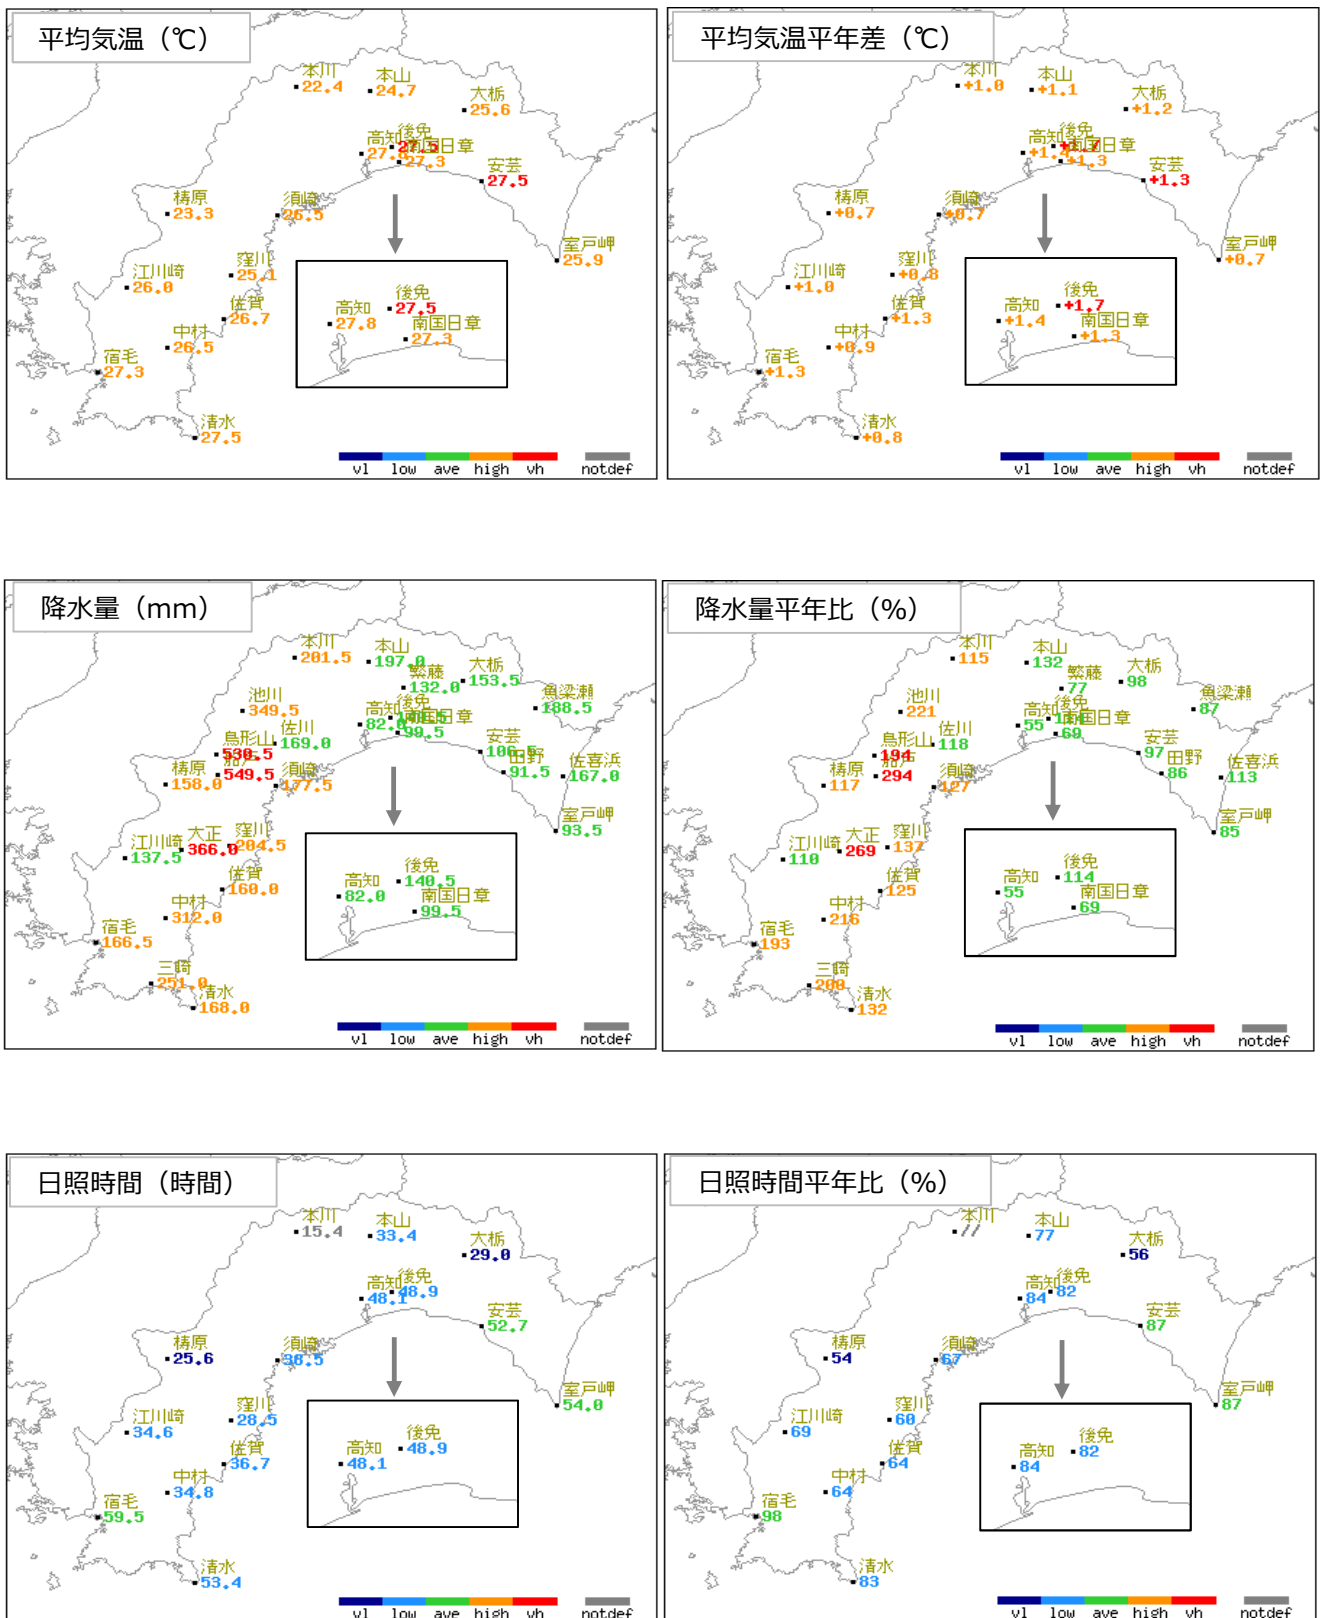 平均気温（℃）
本川
22.4
本山
24.7
大栃
25.6
高知
27.8
後免
27.5
南国日章
27.3
安芸
27.5
梼原
23.3
須崎
26.5
室戸岬
25.9
江川崎
26.0
窪川
25.1
佐賀
26.7
中村
26.5
宿毛
27.3
清水
27.5
後免
27.5
高知
27.8
南国日章
27.3
vl low ave high vh notdef
平均気温平年差（℃）
本川
+1.0
本山
+1.1
大栃
+1.2
高知
+1.4
後免
+1.7
南国日章
+1.3
安芸
+1.3
梼原
+0.7
須崎
+0.7
室戸岬
+0.7
江川崎
+1.0
窪川
+0.8
佐賀
+1.3
中村
+0.9
宿毛
+1.3
清水
+0.8
後免
+1.7
高知
+1.4
南国日章
+1.3
vl low ave high vh notdef
降水量（mm）
本川
201.5
本山
197.0
繁藤
132.0
大栃
153.5
魚梁瀬
188.5
池川
349.5
高知
82.0
後免
南国日章
99.5
佐川
169.0
鳥形山
530.5
船戸
549.5
安芸
106.5
田野
91.5
佐喜浜
167.0
梼原
158.0
須崎
177.5
室戸岬
93.5
江川崎
137.5
大正
366.0
窪川
204.5
佐賀
160.0
中村
312.0
宿毛
166.5
三崎
251.0
清水
168.0
後免
140.5
高知
82.0
南国日章
99.5
vl low ave high vh notdef
降水量平年比（%）
本川
115
本山
132
繁藤
77
大栃
98
魚梁瀬
87
池川
221
高知
55
後免
114
南国日章
69
佐川
118
鳥形山
194
294
安芸
97
田野
86
佐喜浜
113
梼原
117
須崎
127
室戸岬
85
江川崎
110
大正
269
窪川
137
佐賀
125
中村
216
宿毛
193
三崎
200
清水
132
後免
114
高知
55
南国日章
69
vl low ave high vh notdef
日照時間（時間）
本川
15.4
本山
33.4
大栃
29.0
高知
48.1
後免
48.9
安芸
52.7
梼原
25.6
須崎
38.5
室戸岬
54.0
江川崎
34.6
窪川
28.5
佐賀
36.7
中村
34.8
宿毛
59.5
清水
53.4
後免
48.9
高知
48.1
vl low ave high vh notdef
日照時間平年比（%）
本川
//
本山
77
大栃
56
高知
84
後免
82
安芸
87
梼原
54
須崎
67
室戸岬
87
江川崎
69
窪川
60
佐賀
64
中村
64
宿毛
98
清水
83
後免
82
高知
84
vl low ave high vh notdef